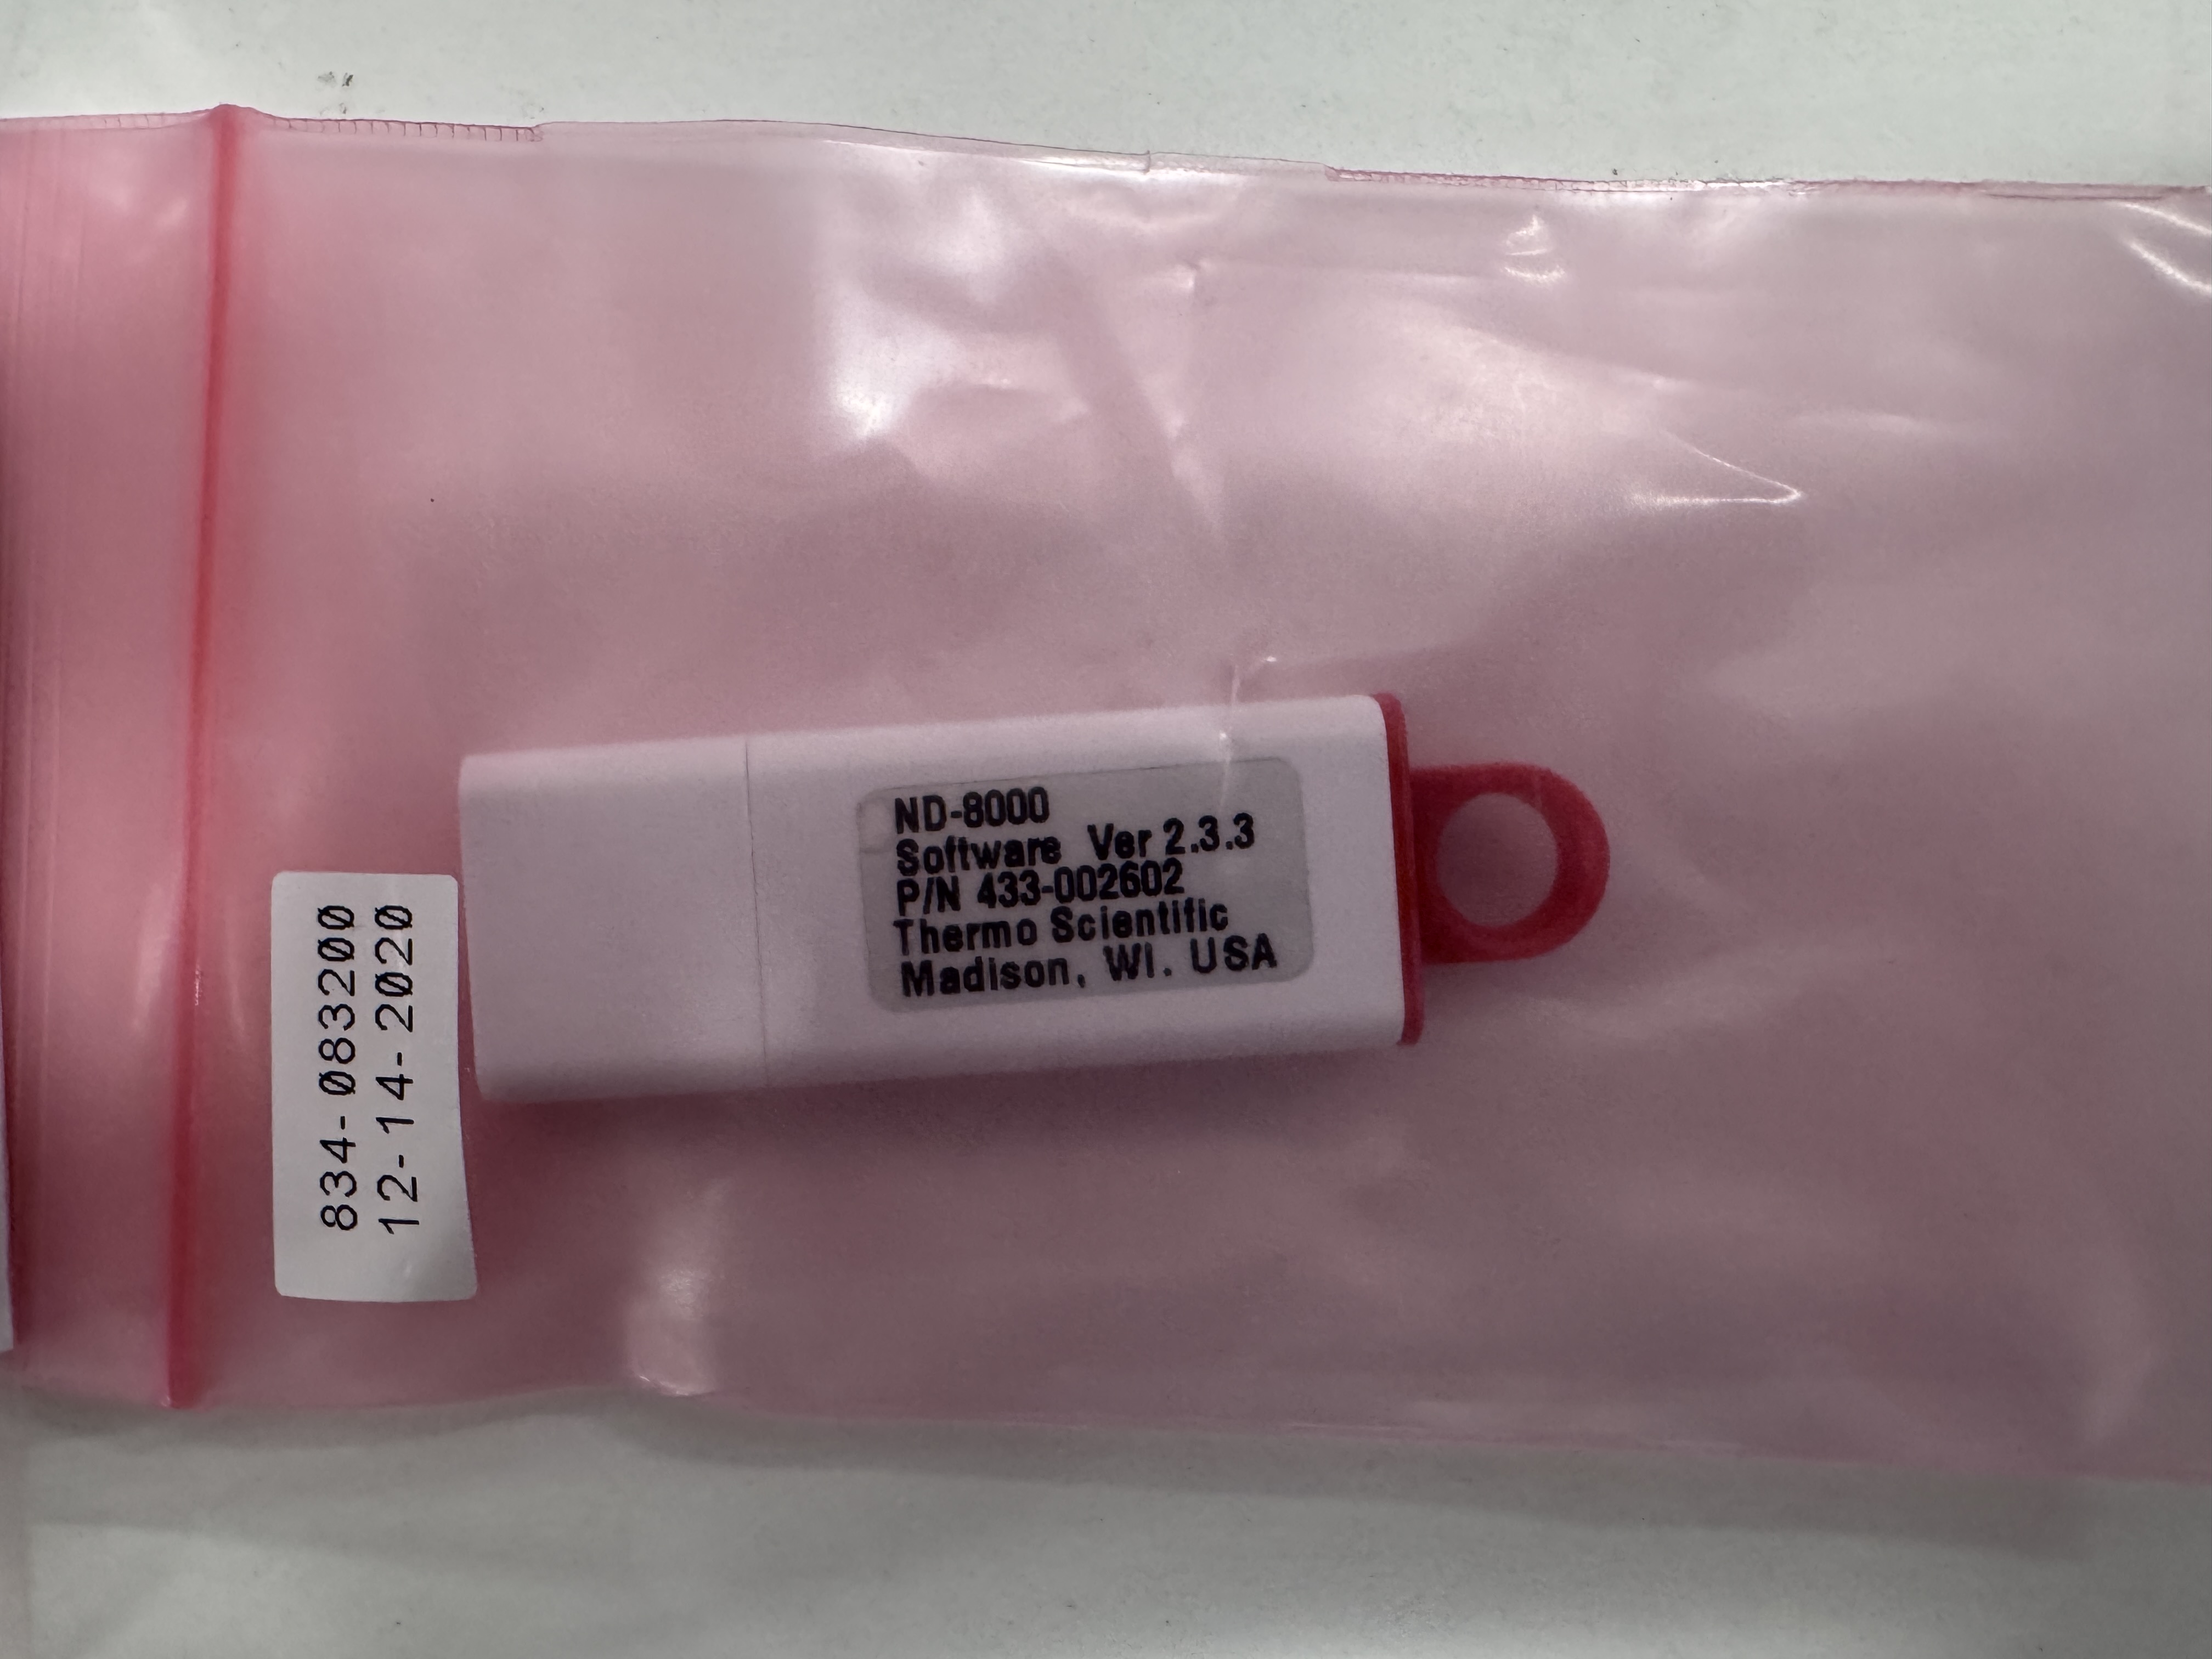 834-083200
12-14-2020
ND-8000
Software Ver 2.3.3
P/N 433-002602
Thermo Scientific
Madison, WI. USA